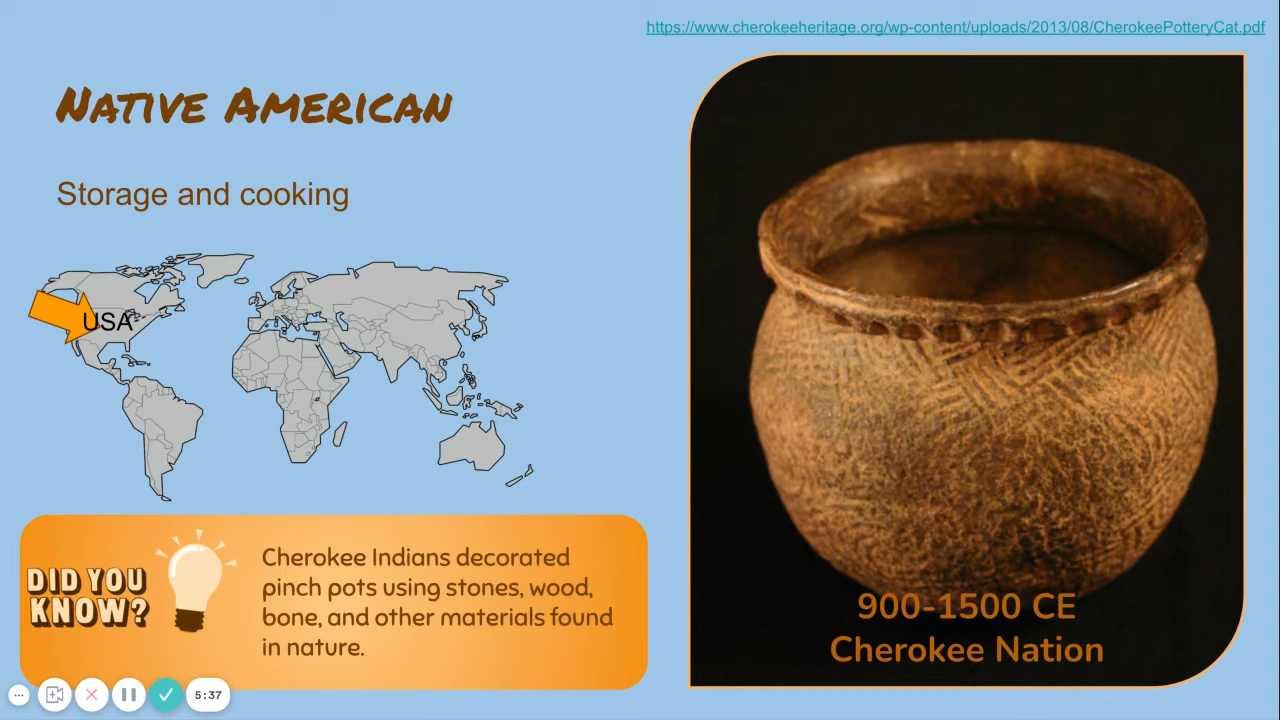 https://www.cherokeeheritage.org/wp-content/uploads/2013/08/CherokeePotteryCat.pdf
Native American
Storage and cooking
USA
DID YOU
KNOW?
Cherokee Indians decorated
pinch pots using stones, wood,
bone, and other materials found
in nature.
900-1500 CE
Cherokee Nation
5:37